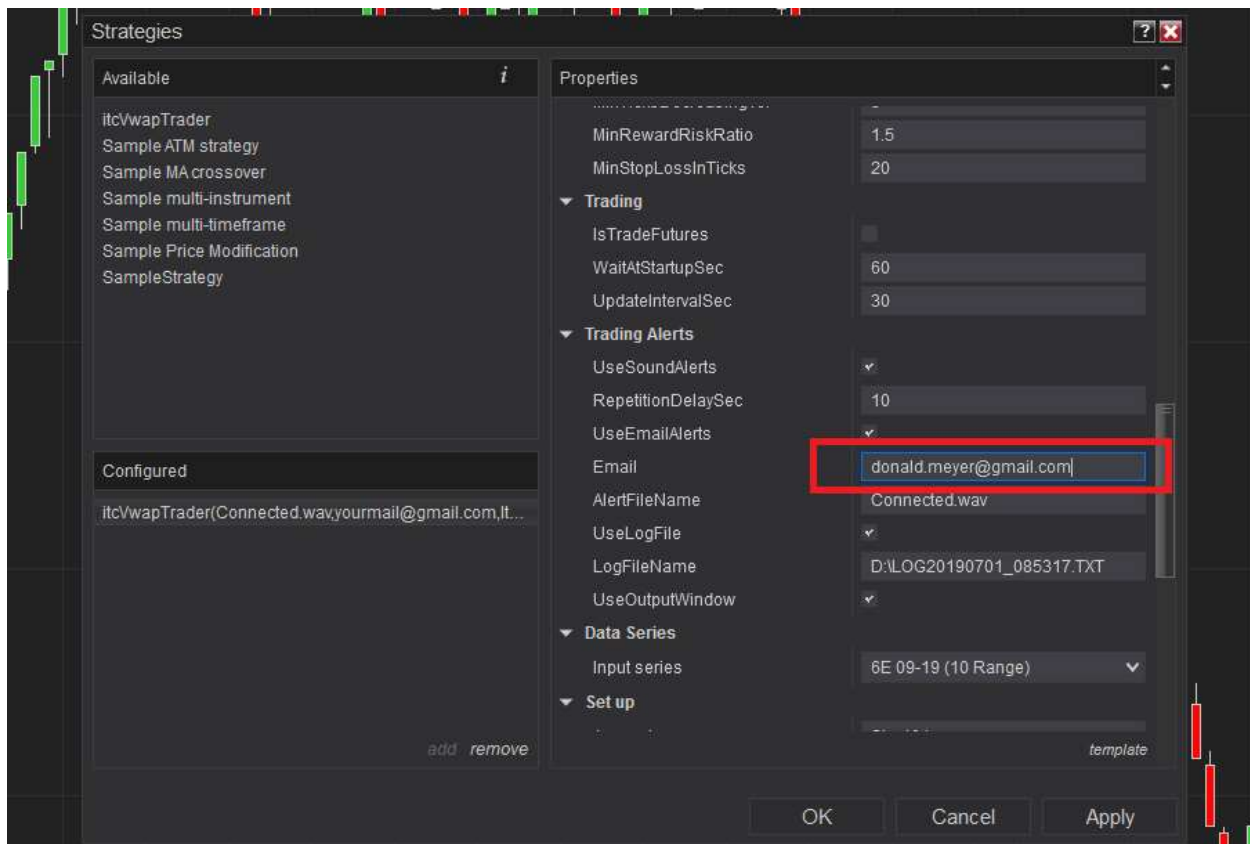 Strategies
?
Available
i
itcVwapTrader
Sample ATM strategy
Sample MA crossover
Sample multi-instrument
Sample multi-timeframe
Sample Price Modification
SampleStrategy
Configured
itcVwapTrader(Connected.wav,yourmail@gmail.com,It...
add remove
Properties
MinRewardRiskRatio 1.5
MinStopLossInTicks 20
Trading
IsTradeFutures
WaitAtStartupSec 60
UpdateIntervalSec 30
Trading Alerts
UseSoundAlerts
RepetitionDelaySec 10
UseEmailAlerts
Email donald.meyer@gmail.com
AlertFileName Connected.wav
UseLogFile
LogFileName D:\LOG20190701_085317.TXT
UseOutputWindow
Data Series
Input series 6E 09-19 (10 Range)
Set up
template
OK Cancel Apply